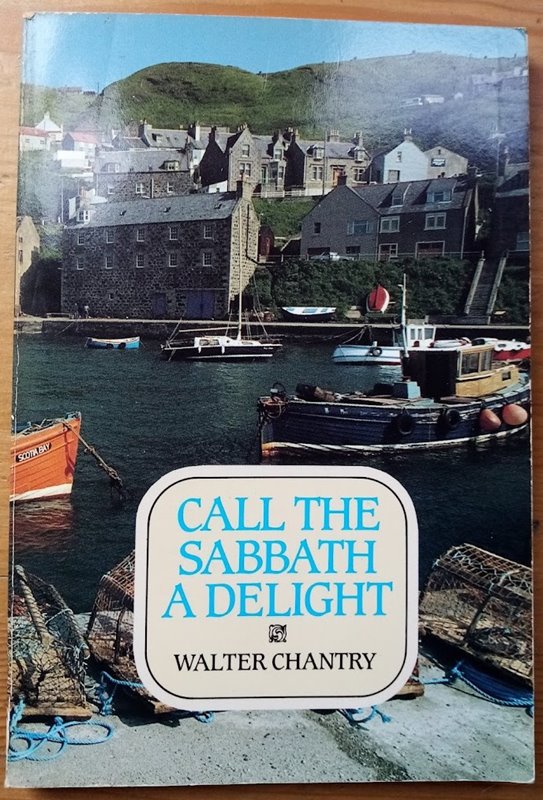 SCOTIA BAY
CALL THE
SABBATH
A DELIGHT
WALTER CHANTRY